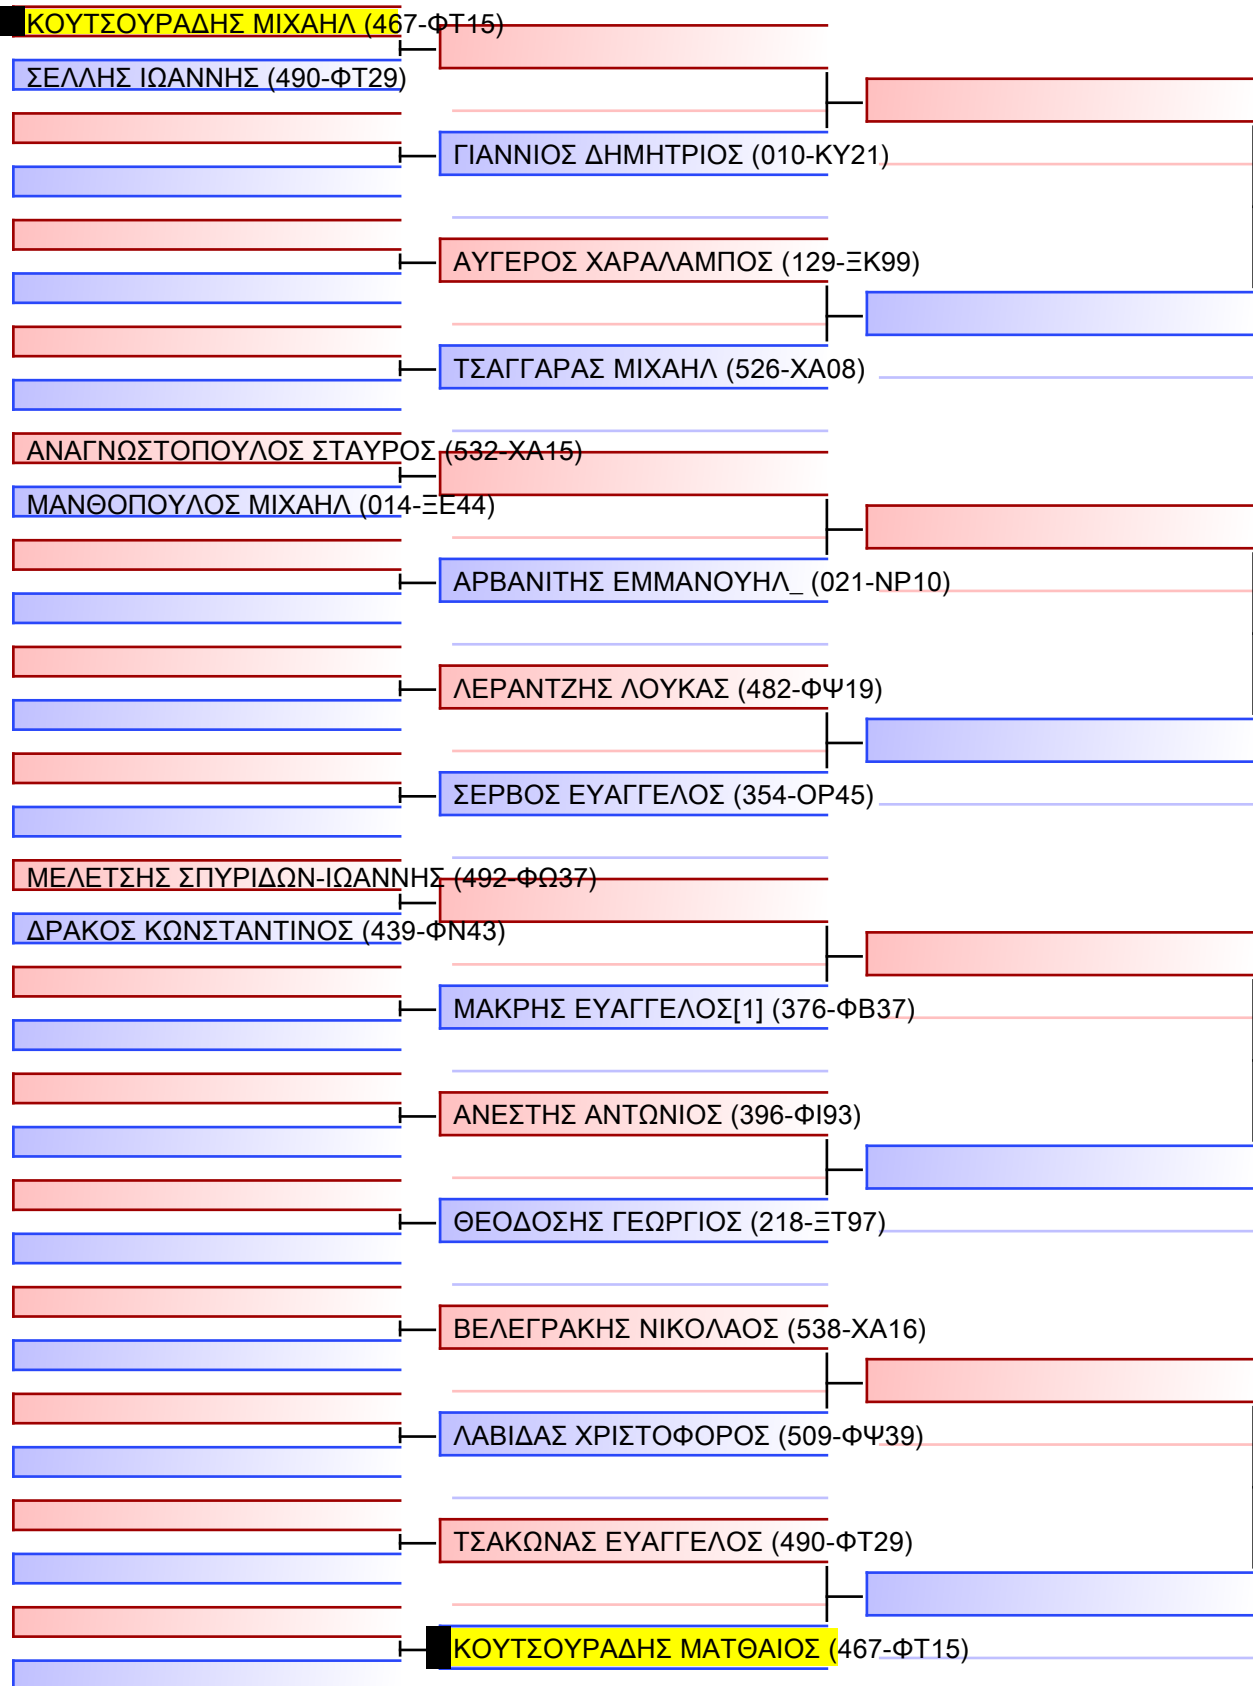 ΚΟΥΤΣΟΥΡΑΔΗΣ ΜΙΧΑΗΛ (467-ΦΤ15)
ΣΕΛΛΗΣ ΙΩΑΝΝΗΣ (490-ΦΤ29)
ΓΙΑΝΝΙΟΣ ΔΗΜΗΤΡΙΟΣ (010-ΚΥ21)
ΑΥΓΕΡΟΣ ΧΑΡΑΛΑΜΠΟΣ (129-ΞΚ99)
ΤΣΑΓΓΑΡΑΣ ΜΙΧΑΗΛ (526-ΧΑ08)
ΑΝΑΓΝΩΣΤΟΠΟΥΛΟΣ ΣΤΑΥΡΟΣ (532-ΧΑ15)
ΜΑΝΘΟΠΟΥΛΟΣ ΜΙΧΑΗΛ (014-ΞΕ44)
ΑΡΒΑΝΙΤΗΣ ΕΜΜΑΝΟΥΗΛ_ (021-ΝΡ10)
ΛΕΡΑΝΤΖΗΣ ΛΟΥΚΑΣ (482-ΦΨ19)
ΣΕΡΒΟΣ ΕΥΑΓΓΕΛΟΣ (354-ΟΡ45)
ΜΕΛΕΤΣΗΣ ΣΠΥΡΙΔΩΝ-ΙΩΑΝΝΗΣ (492-ΦΩ37)
ΔΡΑΚΟΣ ΚΩΝΣΤΑΝΤΙΝΟΣ (439-ΦΝ43)
ΜΑΚΡΗΣ ΕΥΑΓΓΕΛΟΣ[1] (376-ΦΒ37)
ΑΝΕΣΤΗΣ ΑΝΤΩΝΙΟΣ (396-ΦΙ93)
ΘΕΟΔΟΣΗΣ ΓΕΩΡΓΙΟΣ (218-ΞΤ97)
ΒΕΛΕΓΡΑΚΗΣ ΝΙΚΟΛΑΟΣ (538-ΧΑ16)
ΛΑΒΙΔΑΣ ΧΡΙΣΤΟΦΟΡΟΣ (509-ΦΨ39)
ΤΣΑΚΩΝΑΣ ΕΥΑΓΓΕΛΟΣ (490-ΦΤ29)
ΚΟΥΤΣΟΥΡΑΔΗΣ ΜΑΤΘΑΙΟΣ (467-ΦΤ15)